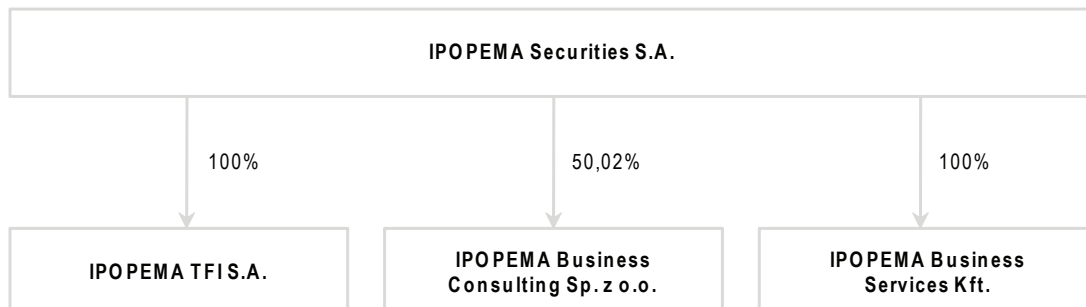 IPOPEMA Securities S.A.
100%
50,02%
100%
IPOPEMA TFI S.A.
IPOPEMA Business
Consulting Sp. z o.o.
IPOPEMA Business
Services Kft.